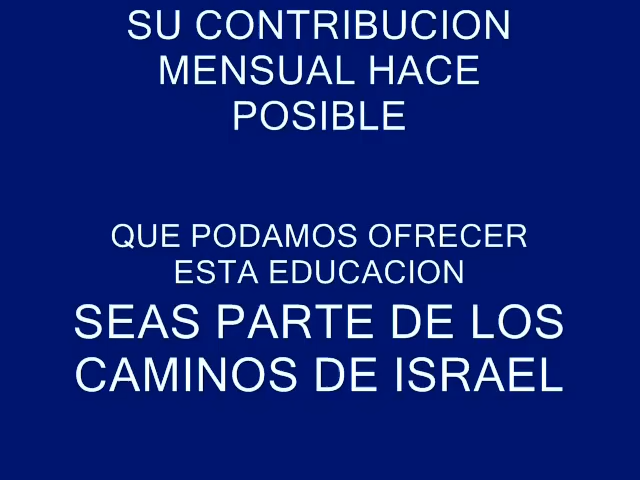 SU CONTRIBUCION
MENSUAL HACE
POSIBLE
QUE PODAMOS OFRECER
ESTA EDUCACION
SEAS PARTE DE LOS
CAMINOS DE ISRAEL